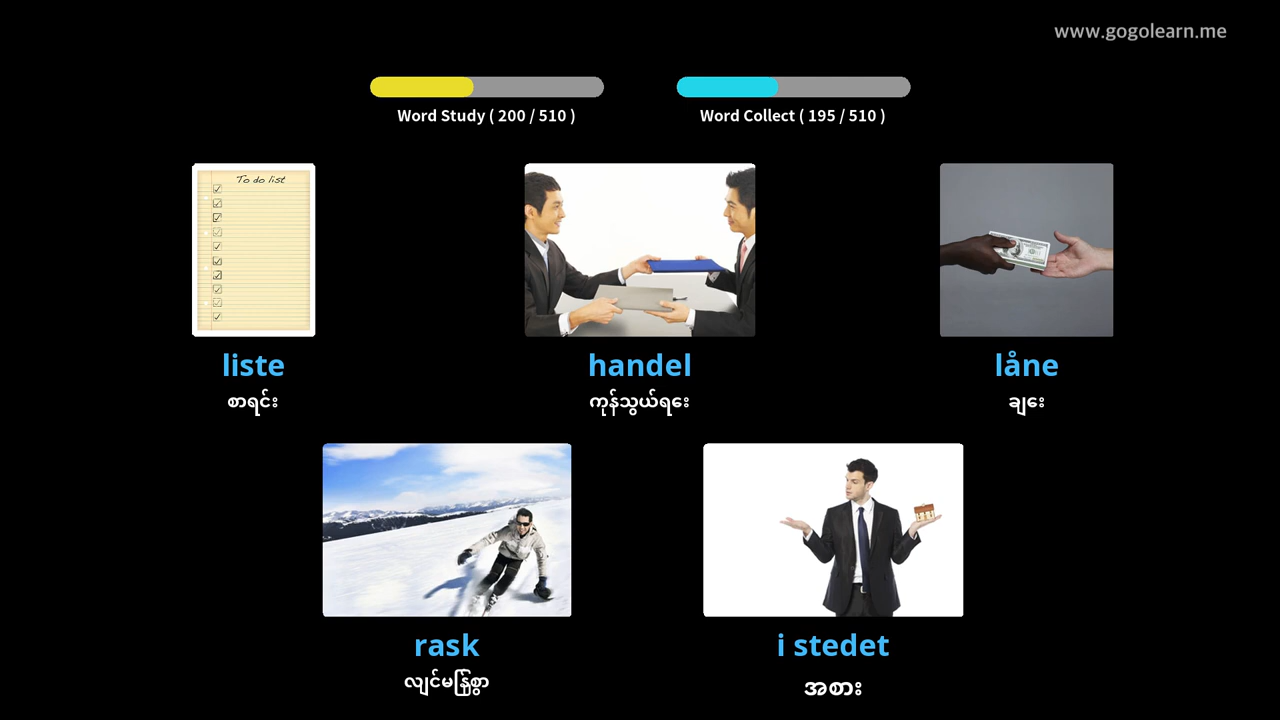 www.gogolearn.me
Word Study ( 200 / 510 )
Word Collect ( 195 / 510 )
To do list
liste
handel
låne
စာရင်း
ကုန်သွယ်ရေး
ချေး
rask
i stedet
လျင်မြန်စွာ
အစား